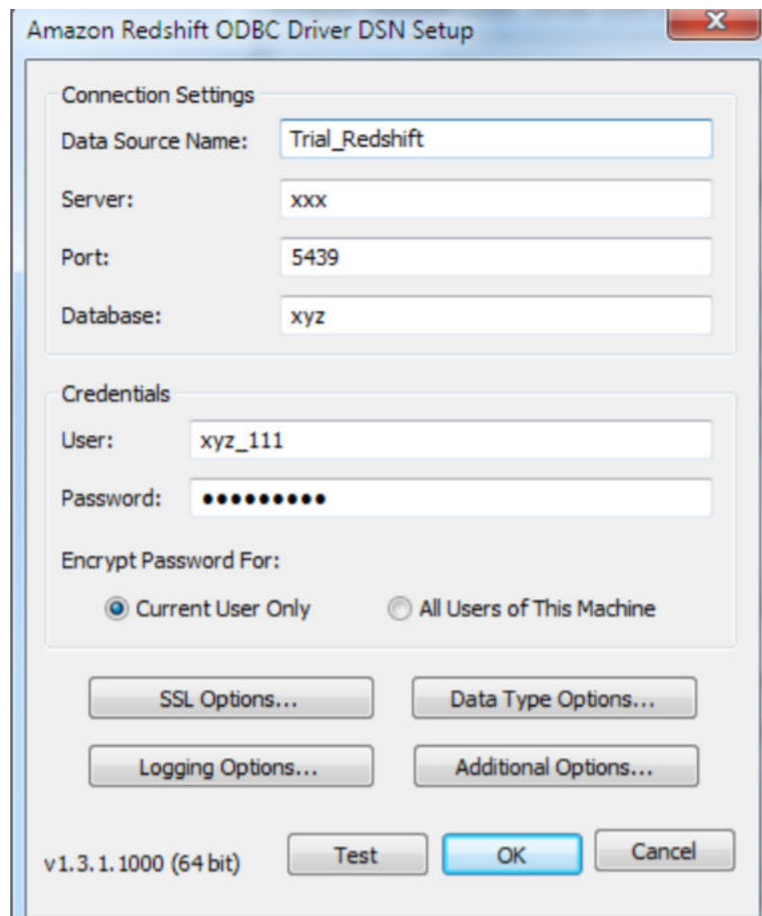 Amazon Redshift ODBC Driver DSN Setup
x
Connection Settings
Data Source Name: Trial_Redshift
Server: xxx
Port: 5439
Database: xyz
Credentials
User: xyz_111
Password: •••••••••
Encrypt Password For:
Current User Only All Users of This Machine
SSL Options... Data Type Options...
Logging Options... Additional Options...
v1.3.1.1000 (64 bit) Test OK Cancel